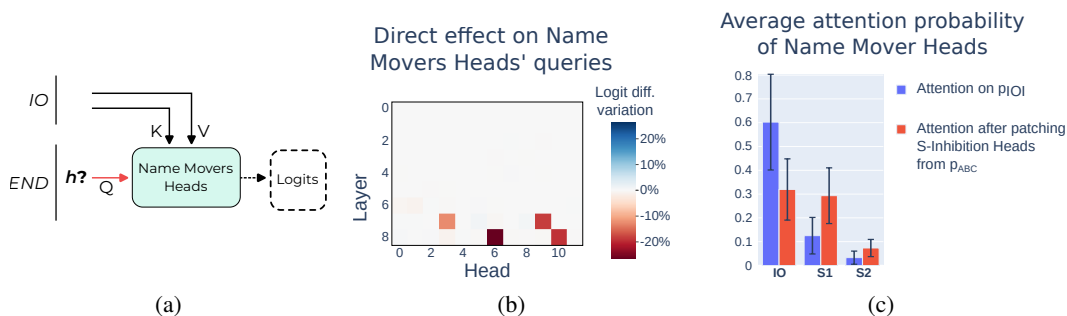 IO
K
V
END
h?
Q
Name Movers
Heads
Logits
(a)
Direct effect on Name
Movers Heads' queries
Logit diff.
variation
0
2
4
6
8
Layer
0
2
4
6
8
10
Head
20%
10%
-0%
-10%
-20%
(b)
Average attention probability
of Name Mover Heads
0.8
0.7
0.6
0.5
0.4
0.3
0.2
0.1
0
IO
S1
S2
Attention on pIOI
Attention after patching
S-Inhibition Heads
from pABC
(c)